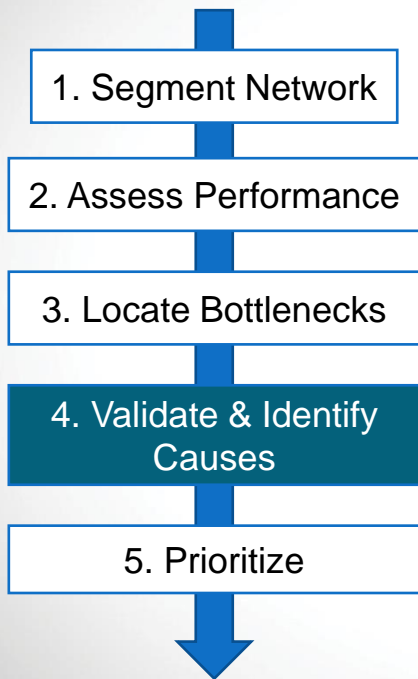 1. Segment Network
2. Assess Performance
3. Locate Bottlenecks
4. Validate & Identify
Causes
5. Prioritize